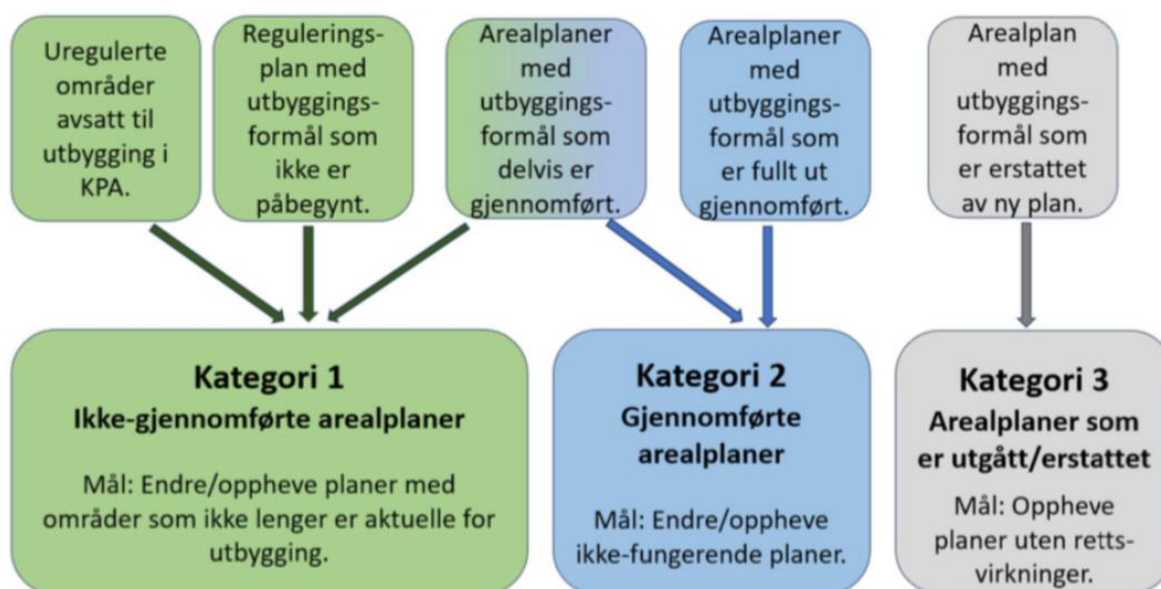 Uregulerte
områder
avsatt til
utbygging i
KPA.
Regulerings-
plan med
utbyggings-
formål som
ikke er
påbegynt.
Arealplaner
med
utbyggings-
formål som
delvis er
gjennomført.
Arealplaner
med
utbyggings-
formål som
er fullt ut
gjennomført.
Arealplan
med
utbyggings-
formål som
er erstattet
av ny plan.
Kategori 1
Ikke-gjennomførte arealplaner
Mål: Endre/oppheve planer med
områder som ikke lenger er aktuelle for
utbygging.
Kategori 2
Gjennomførte
arealplaner
Mål: Endre/oppheve
ikke-fungerende planer.
Kategori 3
Arealplaner som
er utgått/erstattet
Mål: Oppheve
planer uten retts-
virkninger.